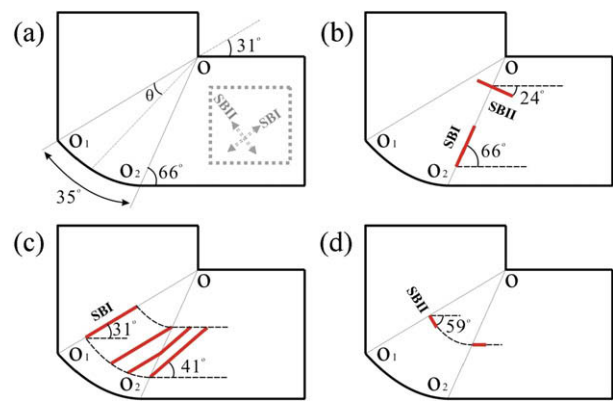 (a)
31°
O
θ
SBII
SBI
O₁
O₂
66°
35°
(b)
O
24°
SBII
SBI
66°
O₁
O₂
(c)
O
SBI
31°
O₁
O₂
41°
(d)
O
SBII
59°
O₁
O₂